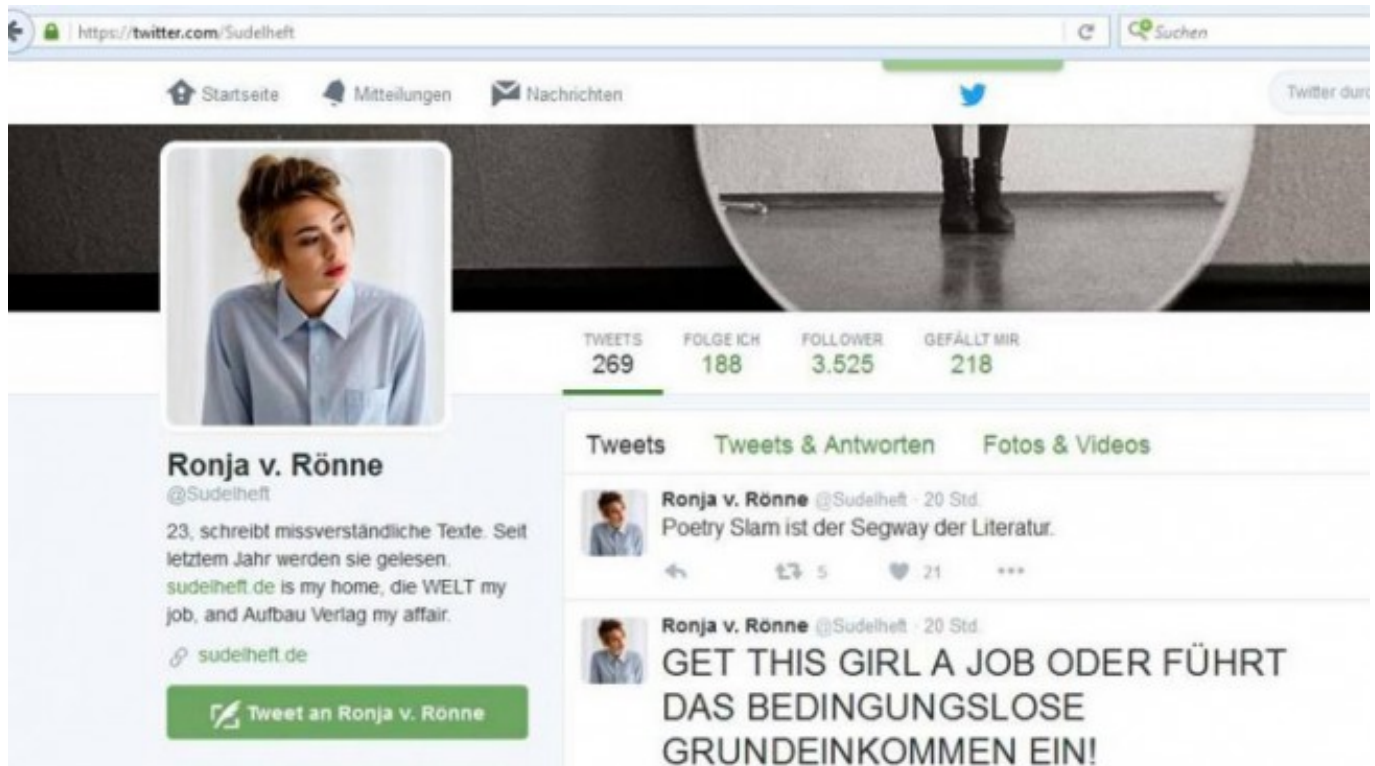 https://twitter.com/Sudelheft
Suchen
Startseite
Mitteilungen
Nachrichten
Twitter durc
TWEETS
269
FOLGE ICH
188
FOLLOWER
3.525
GEFÄLLT MIR
218
Ronja v. Rönne
@Sudelheft
23, schreibt missverständliche Texte. Seit
letztem Jahr werden sie gelesen.
sudelheft.de is my home, die WELT my
job, and Aufbau Verlag my affair.
sudelheft.de
Tweet an Ronja v. Rönne
Tweets Tweets & Antworten Fotos & Videos
Ronja v. Rönne @Sudelheft · 20 Std.
Poetry Slam ist der Segway der Literatur.
5 21
Ronja v. Rönne @Sudelheft · 20 Std.
GET THIS GIRL A JOB ODER FÜHRT
DAS BEDINGUNGSLOSE
GRUNDEINKOMMEN EIN!